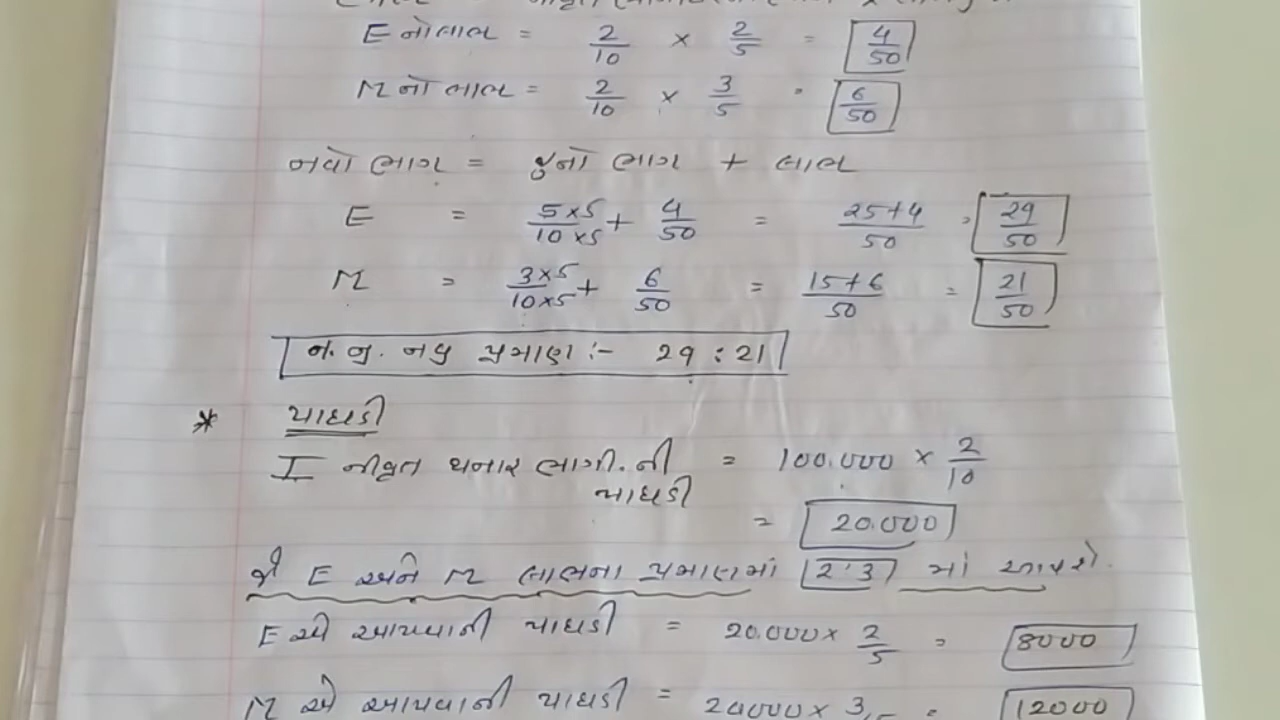 E નો લાભ = 2/10 × 2/5 = 4/50
M નો લાભ = 2/10 × 3/5 = 6/50
નવો ભાગ = જુનો ભાગ + લાભ
E = 5×5/10×5 + 4/50 = 25+4/50 = 29/50
M = 3×5/10×5 + 6/50 = 15+6/50 = 21/50
ન.નુ. નવુ પ્રમાણ :- 29 : 21
* પાઘડી
I નીવૃત થનાર ભાગી.ની = 100.000 × 2/10
પાઘડી
= 20.000
જે E અને M લાભના પ્રમાણમાં 2:3 માં આપશે.
E એ આપવાની પાઘડી = 20.000 × 2/5 = 8000
M એ આપવાની પાઘડી = 20000 × 3/5 = 12000